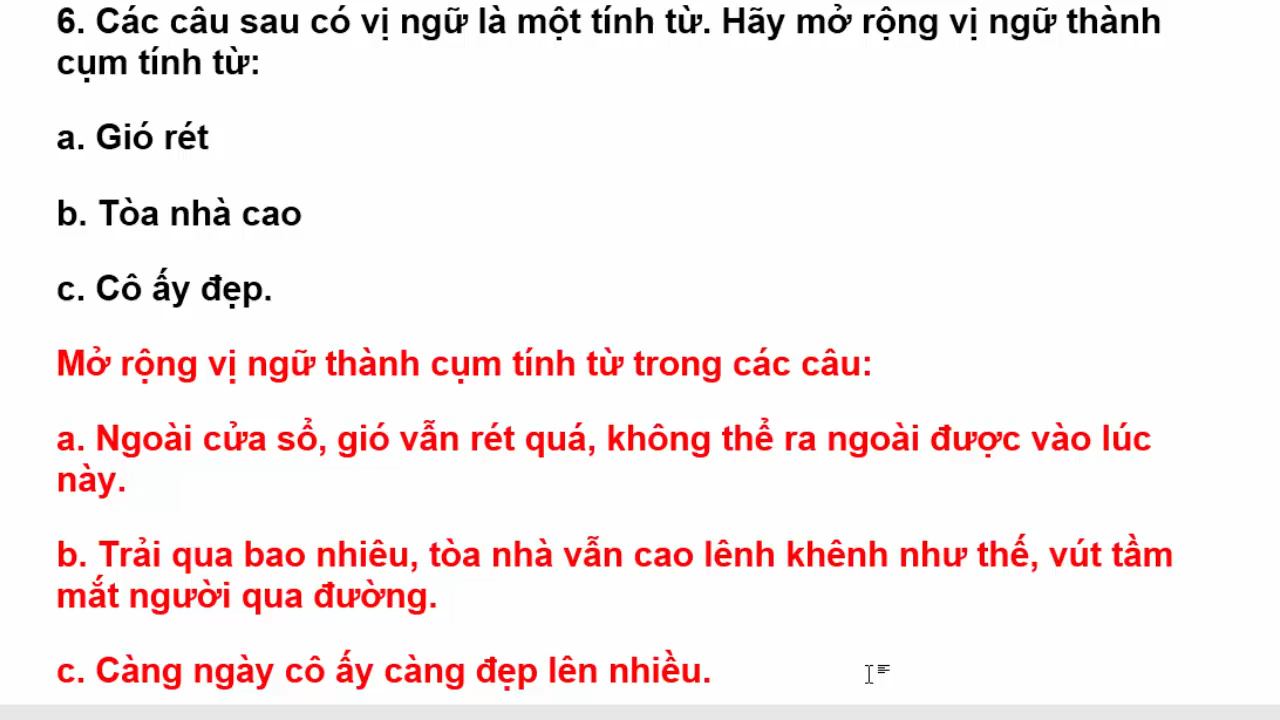 6. Các câu sau có vị ngữ là một tính từ. Hãy mở rộng vị ngữ thành
cụm tính từ:
a. Gió rét
b. Tòa nhà cao
c. Cô ấy đẹp.
Mở rộng vị ngữ thành cụm tính từ trong các câu:
a. Ngoài cửa sổ, gió vẫn rét quá, không thể ra ngoài được vào lúc
này.
b. Trải qua bao nhiêu, tòa nhà vẫn cao lênh khênh như thế, vút tầm
mắt người qua đường.
c. Càng ngày cô ấy càng đẹp lên nhiều.